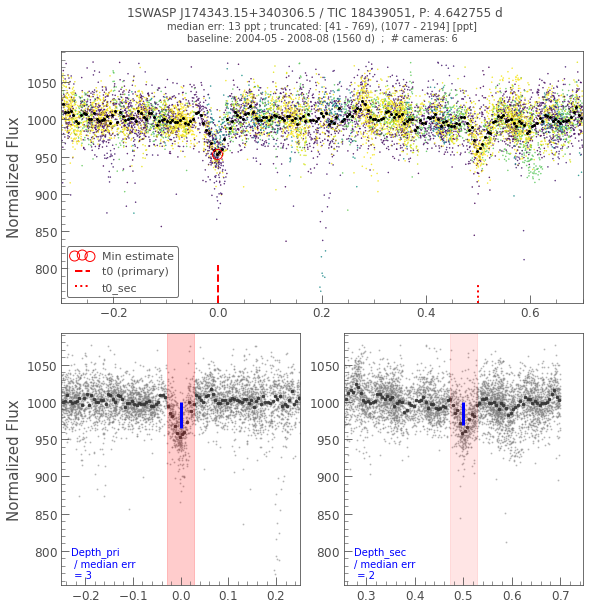 1SWASP J174343.15+340306.5 / TIC 18439051, P: 4.642755 d
median err: 13 ppt ; truncated: [41 - 769), (1077 - 2194] [ppt]
baseline: 2004-05 - 2008-08 (1560 d)  ;  # cameras: 6
Normalized Flux
1050
1000
950
900
850
800
Min estimate
t0 (primary)
t0_sec
−0.2 0.0 0.2 0.4 0.6
Normalized Flux
1050
1000
950
900
850
800
Depth_pri
/ median err
= 3
−0.2 −0.1 0.0 0.1 0.2
1050
1000
950
900
850
800
Depth_sec
/ median err
= 2
0.3 0.4 0.5 0.6 0.7